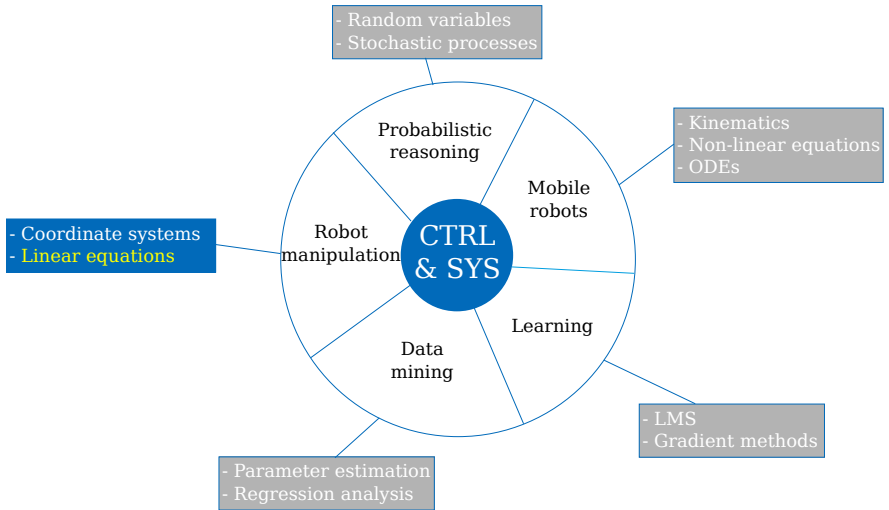 - Random variables
- Stochastic processes
Probabilistic
reasoning
- Kinematics
- Non-linear equations
- ODEs
Mobile
robots
- Coordinate systems
- Linear equations
Robot
manipulation
CTRL
& SYS
Learning
Data
mining
- LMS
- Gradient methods
- Parameter estimation
- Regression analysis